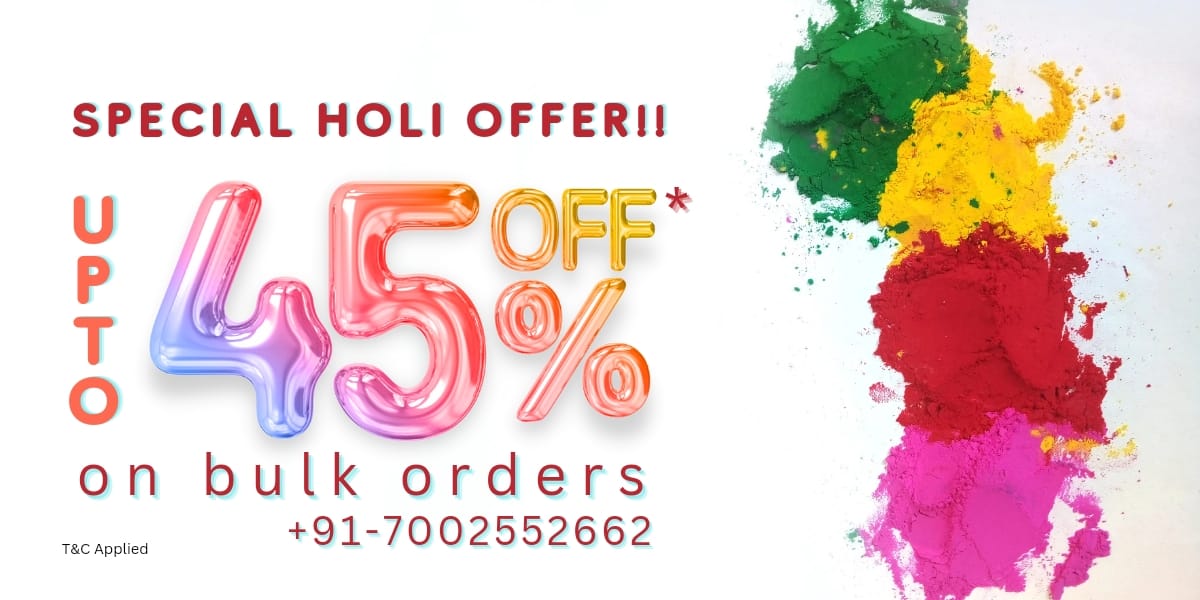 SPECIAL HOLI OFFER!!
UPTO
45% OFF*
on bulk orders
+91-7002552662
T&C Applied